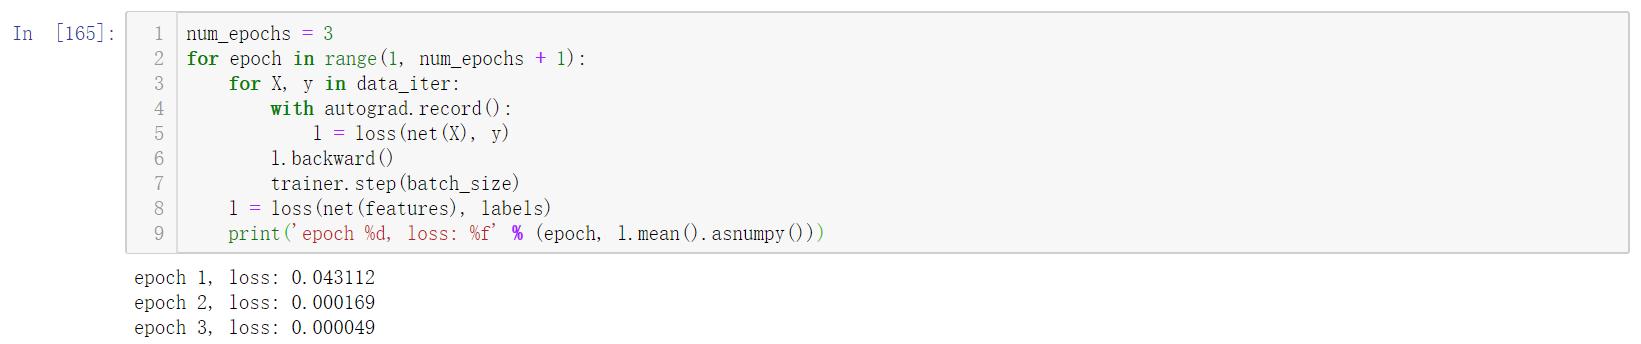 In [165]:
1 num_epochs = 3
2 for epoch in range(1, num_epochs + 1):
3     for X, y in data_iter:
4         with autograd.record():
5             l = loss(net(X), y)
6         l.backward()
7         trainer.step(batch_size)
8     l = loss(net(features), labels)
9     print('epoch %d, loss: %f' % (epoch, l.mean().asnumpy()))
epoch 1, loss: 0.043112
epoch 2, loss: 0.000169
epoch 3, loss: 0.000049